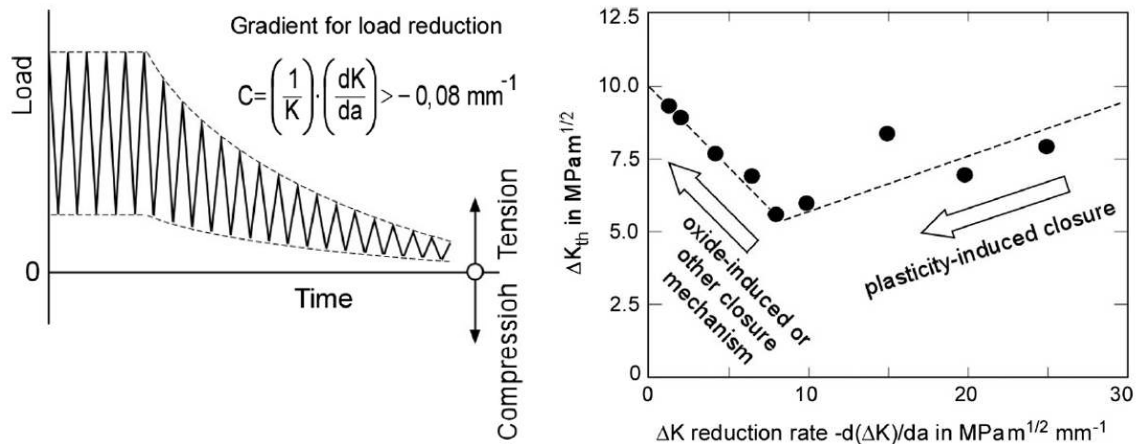 Gradient for load reduction
C=(1/K)·(dK/da)>-0,08 mm⁻¹
Load
0
Time
Tension
Compression
12.5
10.0
7.5
5.0
2.5
0
ΔKth in MPam1/2
oxide-induced or
other closure
mechanism
plasticity-induced closure
0
10
20
30
ΔK reduction rate -d(ΔK)/da in MPam1/2 mm-1